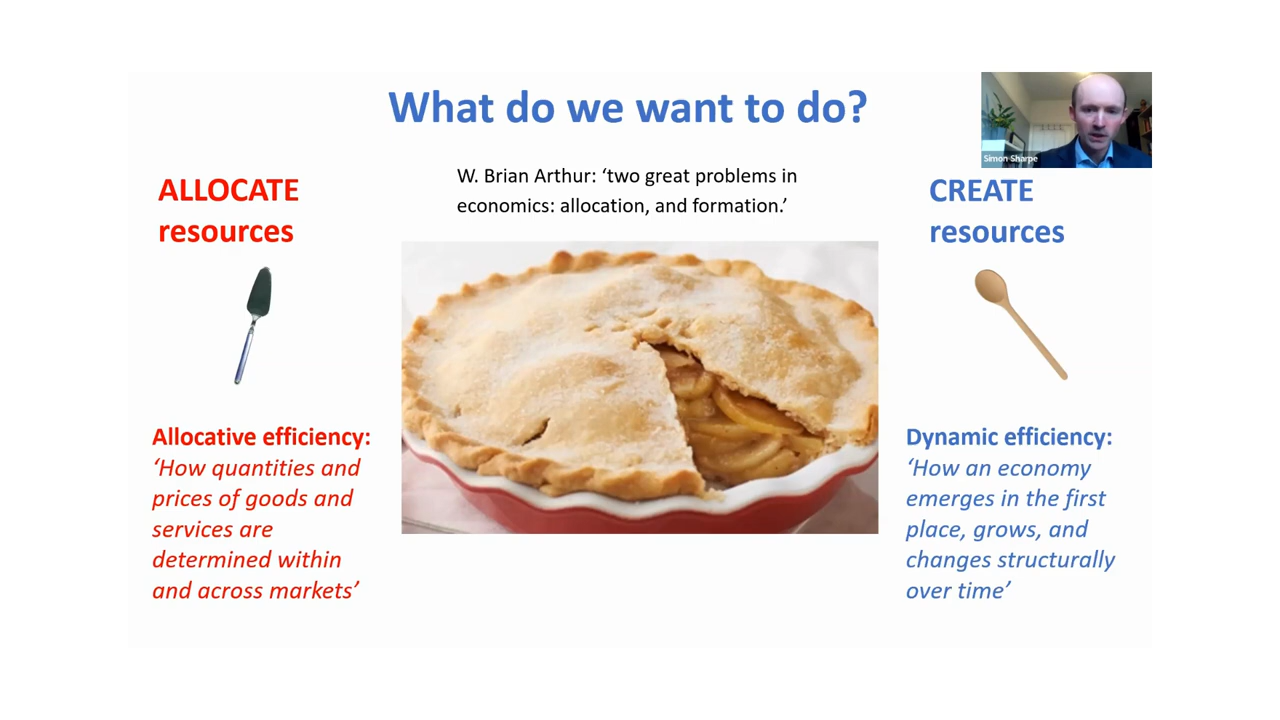 What do we want to do?
Simon Sharpe
W. Brian Arthur: ‘two great problems in
economics: allocation, and formation.’
ALLOCATE
resources
CREATE
resources
Allocative efficiency:
‘How quantities and
prices of goods and
services are
determined within
and across markets’
Dynamic efficiency:
‘How an economy
emerges in the first
place, grows, and
changes structurally
over time’